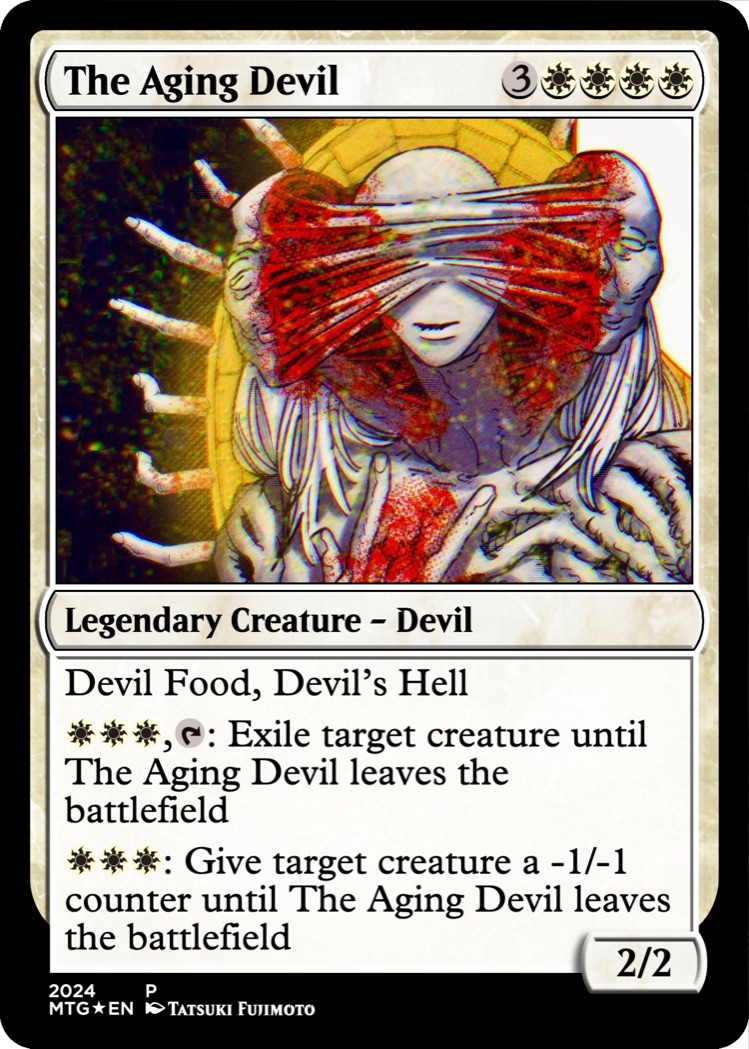 The Aging Devil 3
Legendary Creature – Devil
Devil Food, Devil's Hell
, : Exile target creature until
The Aging Devil leaves the
battlefield
: Give target creature a -1/-1
counter until The Aging Devil leaves
the battlefield
2/2
2024 P
MTG★EN Tatsuki Fujimoto